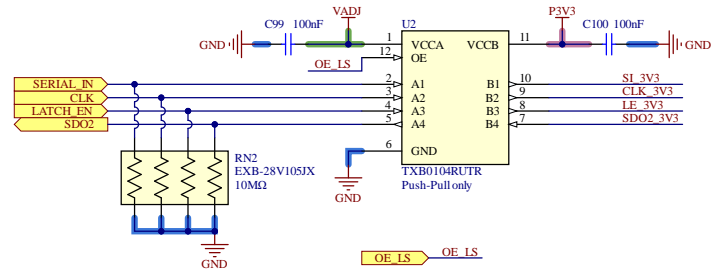 VADJ
P3V3
C99 100nF
U2
C100 100nF
GND
1 VCCA VCCB 11
GND
12 OE
OE_LS
SERIAL_IN 2 A1 B1 10 SI_3V3
CLK 3 A2 B2 9 CLK_3V3
LATCH_EN 4 A3 B3 8 LE_3V3
SDO2 5 A4 B4 7 SDO2_3V3
6 GND
RN2
EXB-28V105JX
10MΩ
TXB0104RUTR
Push-Pull only
GND
GND
OE_LS OE_LS